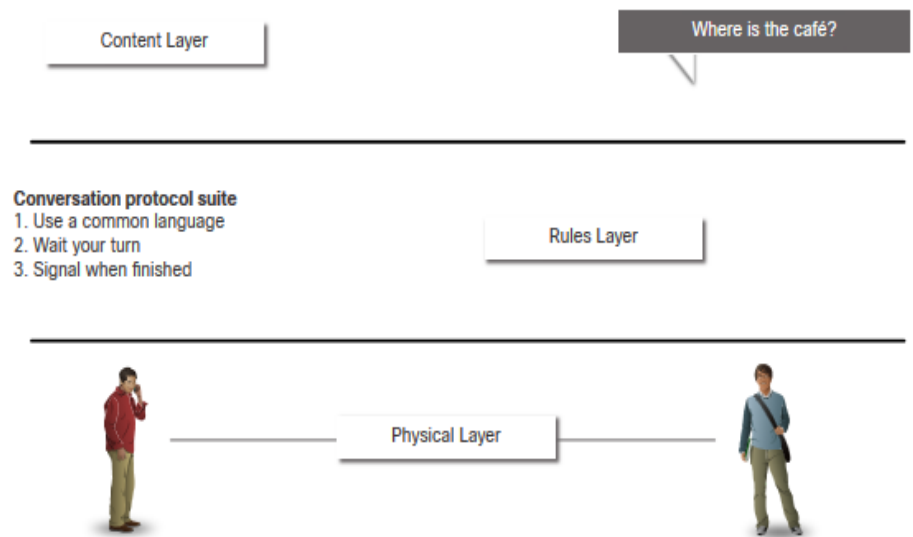 Content Layer
Where is the café?
Conversation protocol suite
1. Use a common language
2. Wait your turn
3. Signal when finished
Rules Layer
Physical Layer